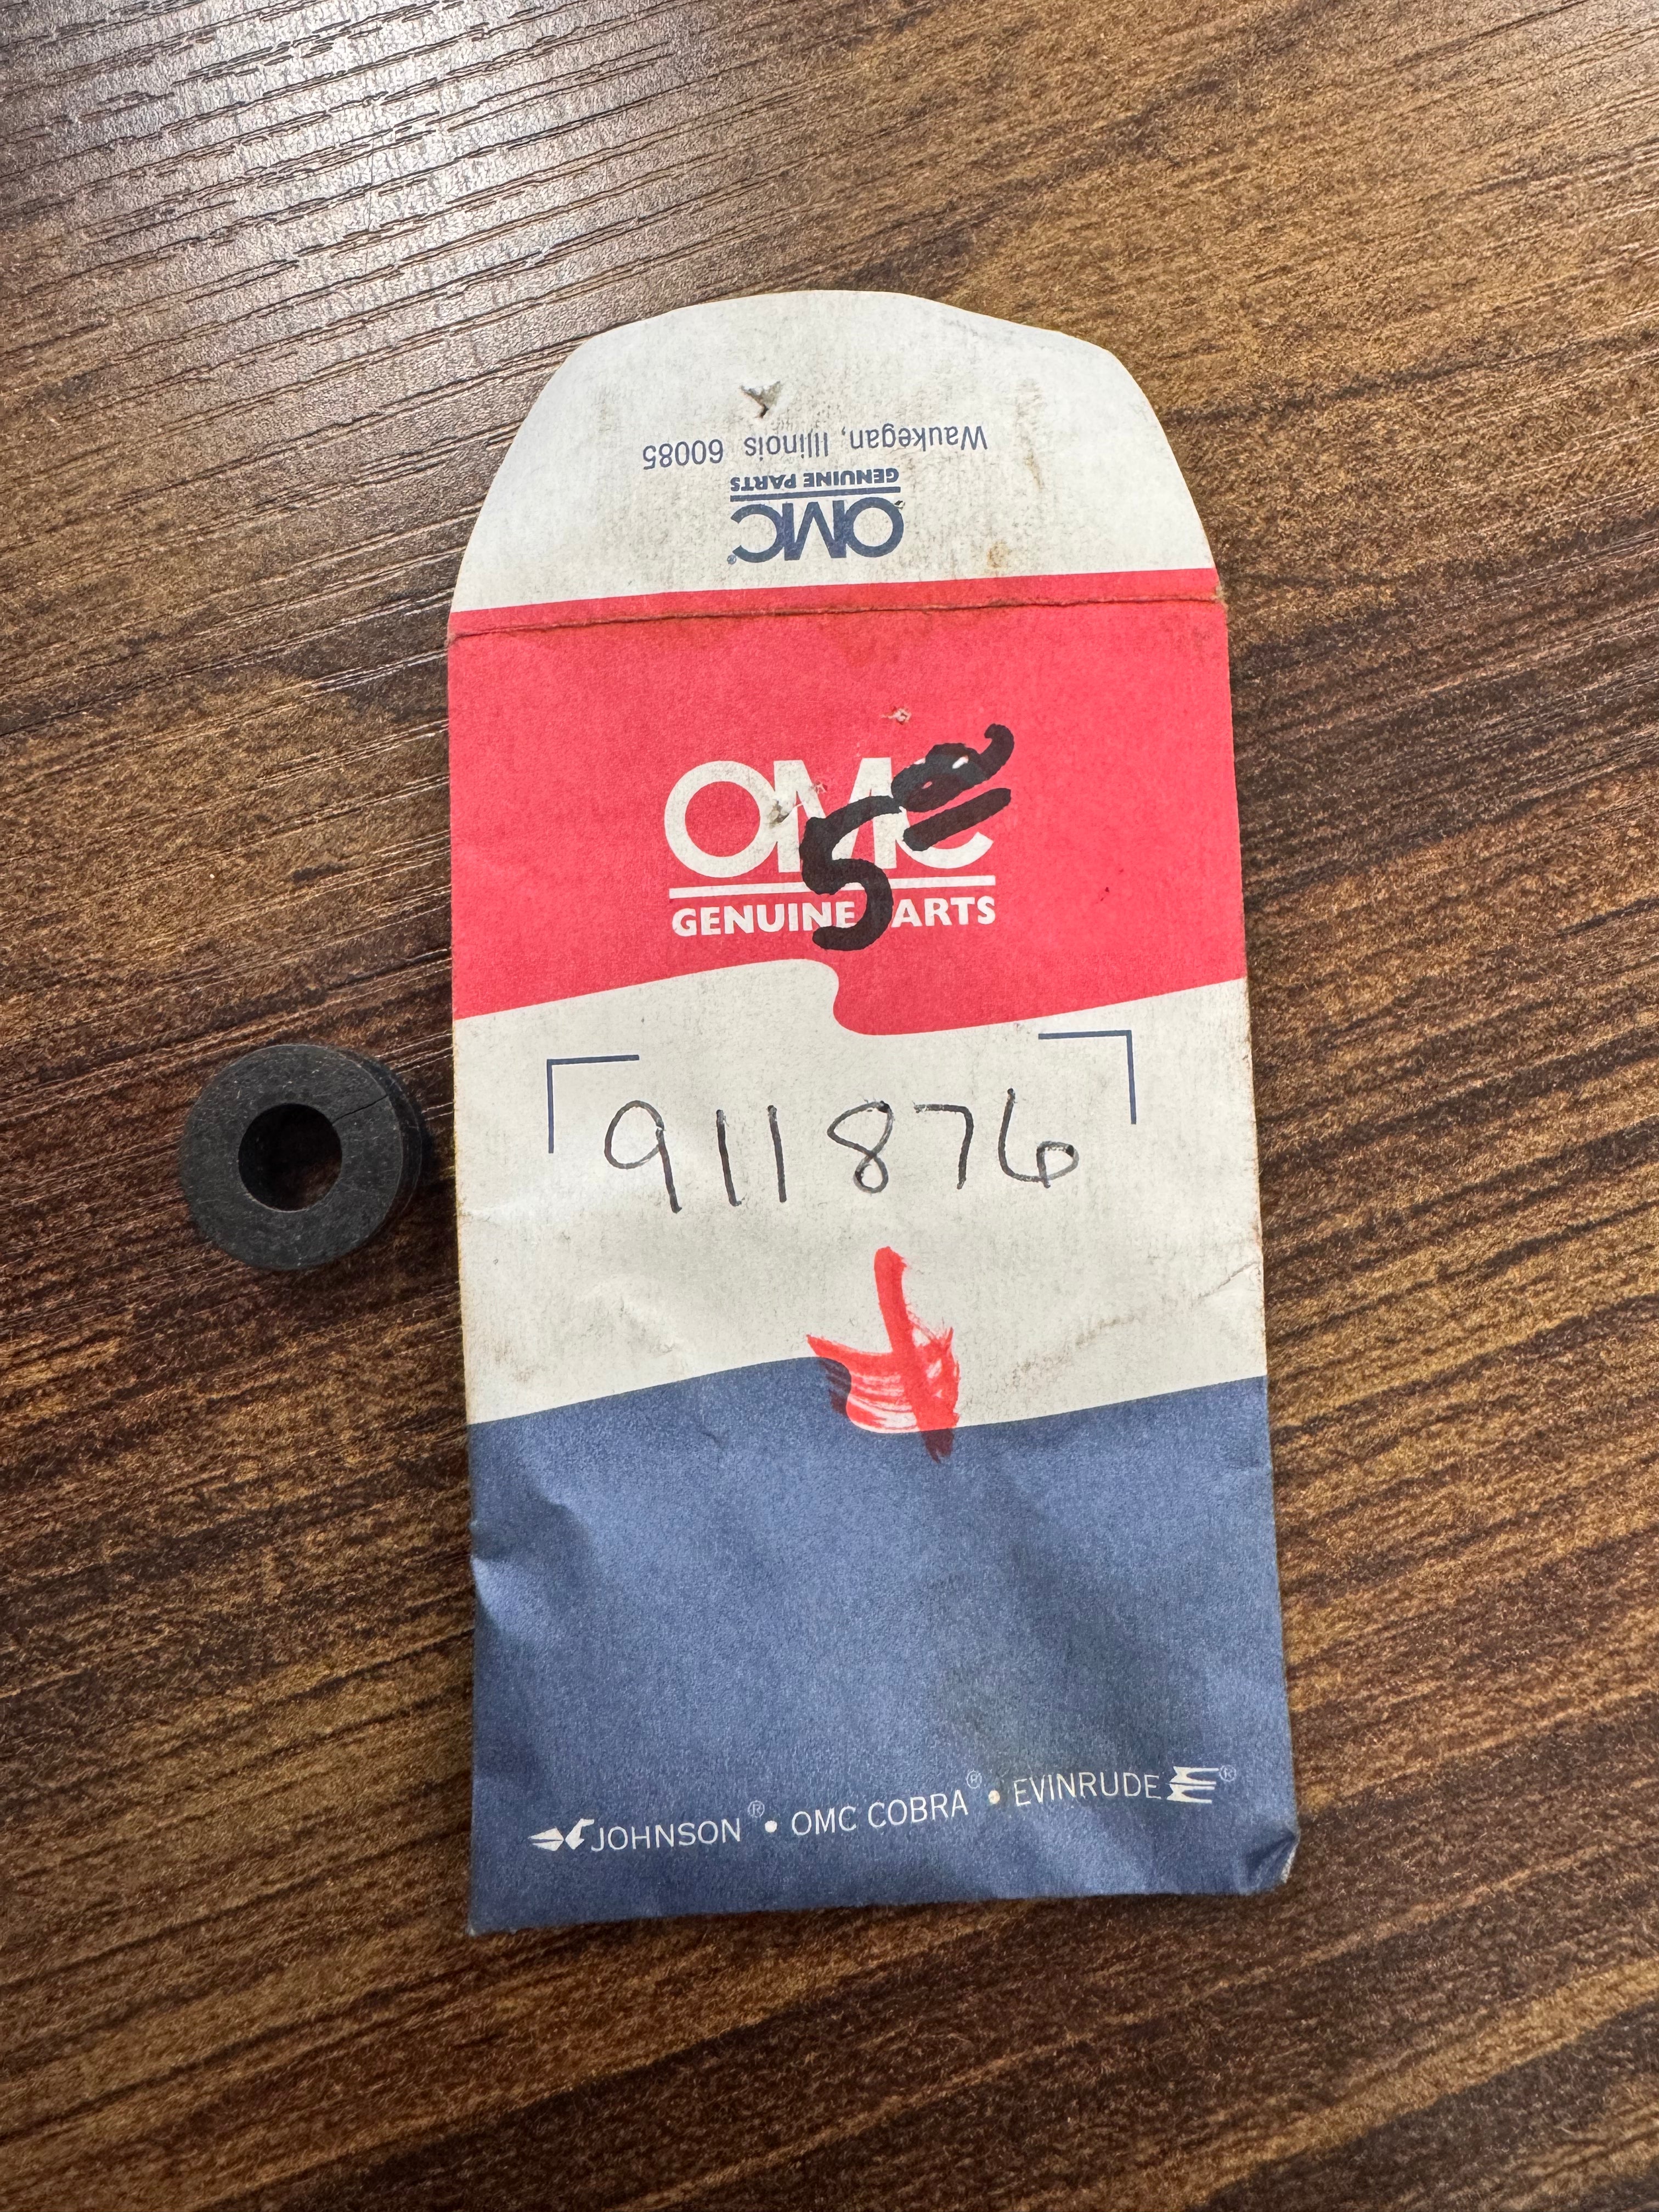 Waukegan, Illinois 60085
GENUINE PARTS
OMC®
OMC
5
GENUINE PARTS
911876
JOHNSON® • OMC COBRA® • EVINRUDE®